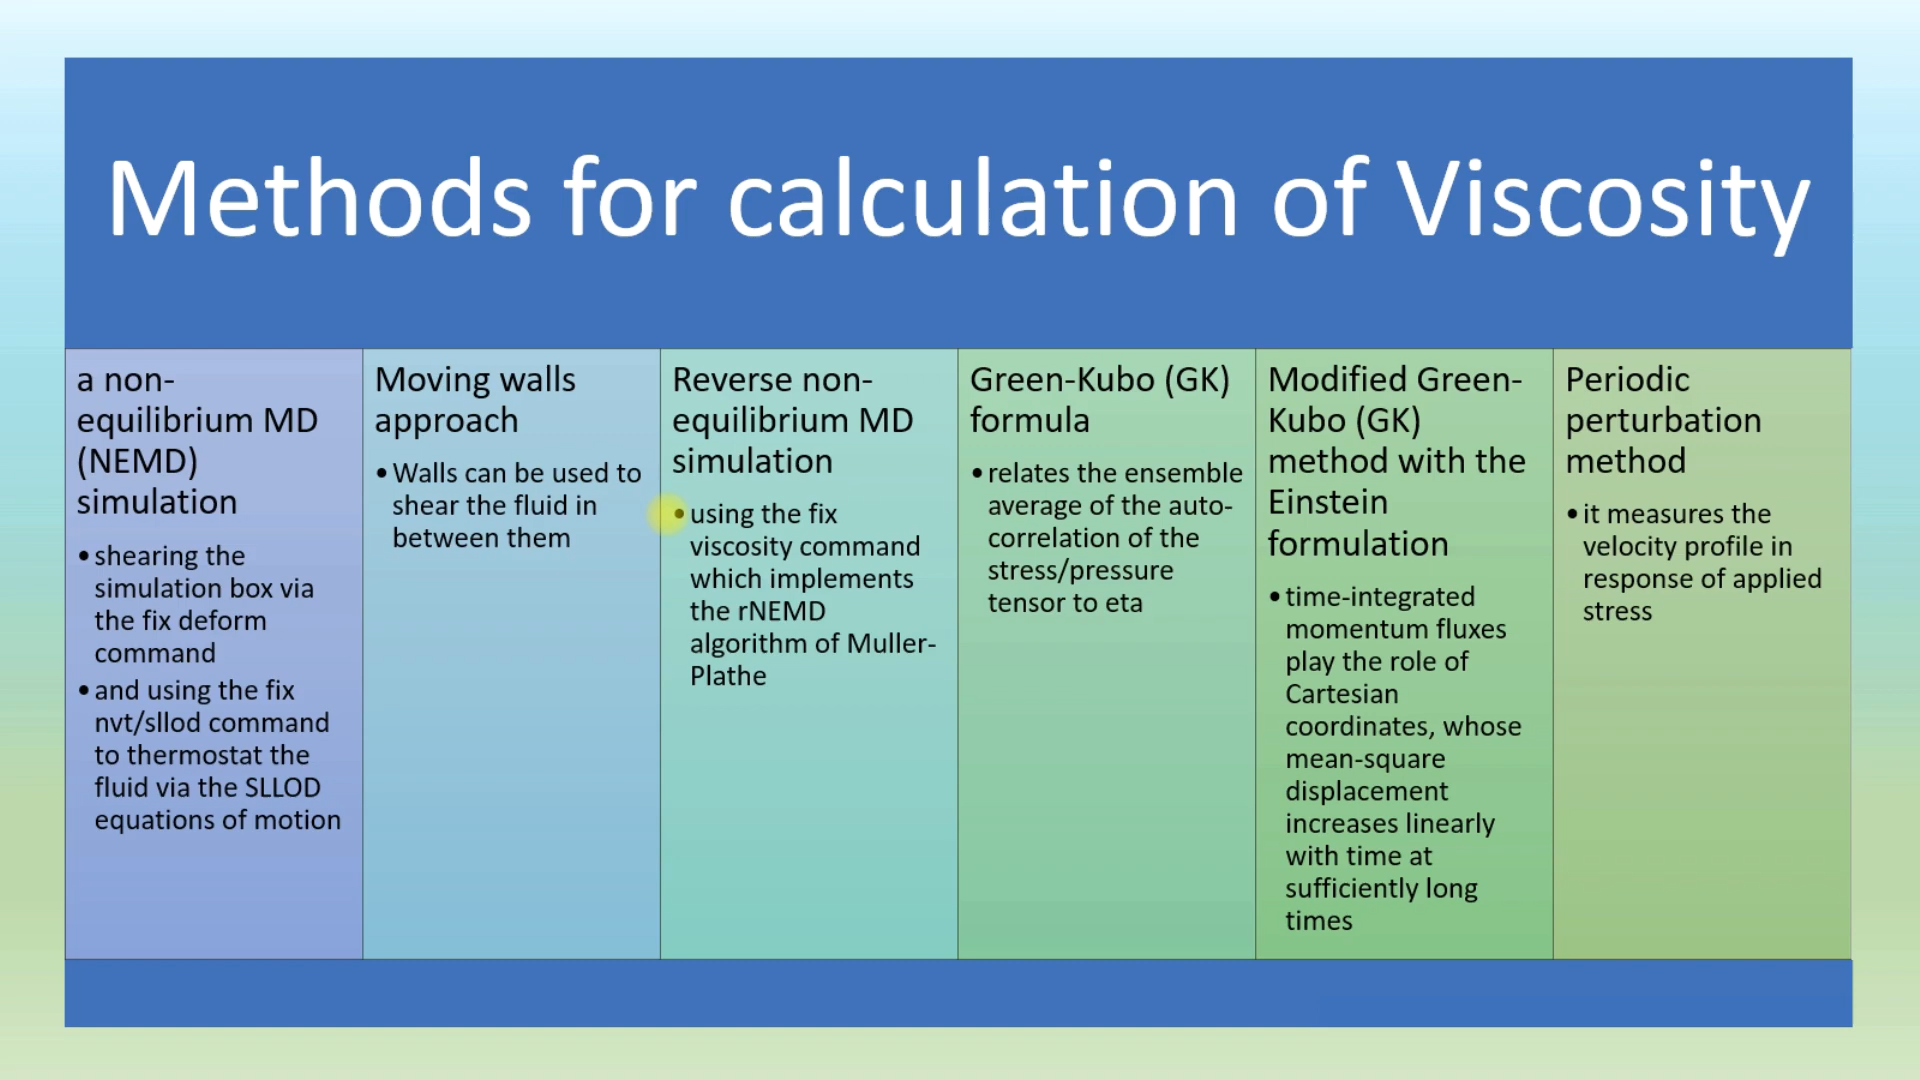 Methods for calculation of Viscosity
a non-
equilibrium MD
(NEMD)
simulation
•shearing the
simulation box via
the fix deform
command
•and using the fix
nvt/sllod command
to thermostat the
fluid via the SLLOD
equations of motion
Moving walls
approach
•Walls can be used to
shear the fluid in
between them
Reverse non-
equilibrium MD
simulation
•using the fix
viscosity command
which implements
the rNEMD
algorithm of Muller-
Plathe
Green-Kubo (GK)
formula
•relates the ensemble
average of the auto-
correlation of the
stress/pressure
tensor to eta
Modified Green-
Kubo (GK)
method with the
Einstein
formulation
•time-integrated
momentum fluxes
play the role of
Cartesian
coordinates, whose
mean-square
displacement
increases linearly
with time at
sufficiently long
times
Periodic
perturbation
method
•it measures the
velocity profile in
response of applied
stress